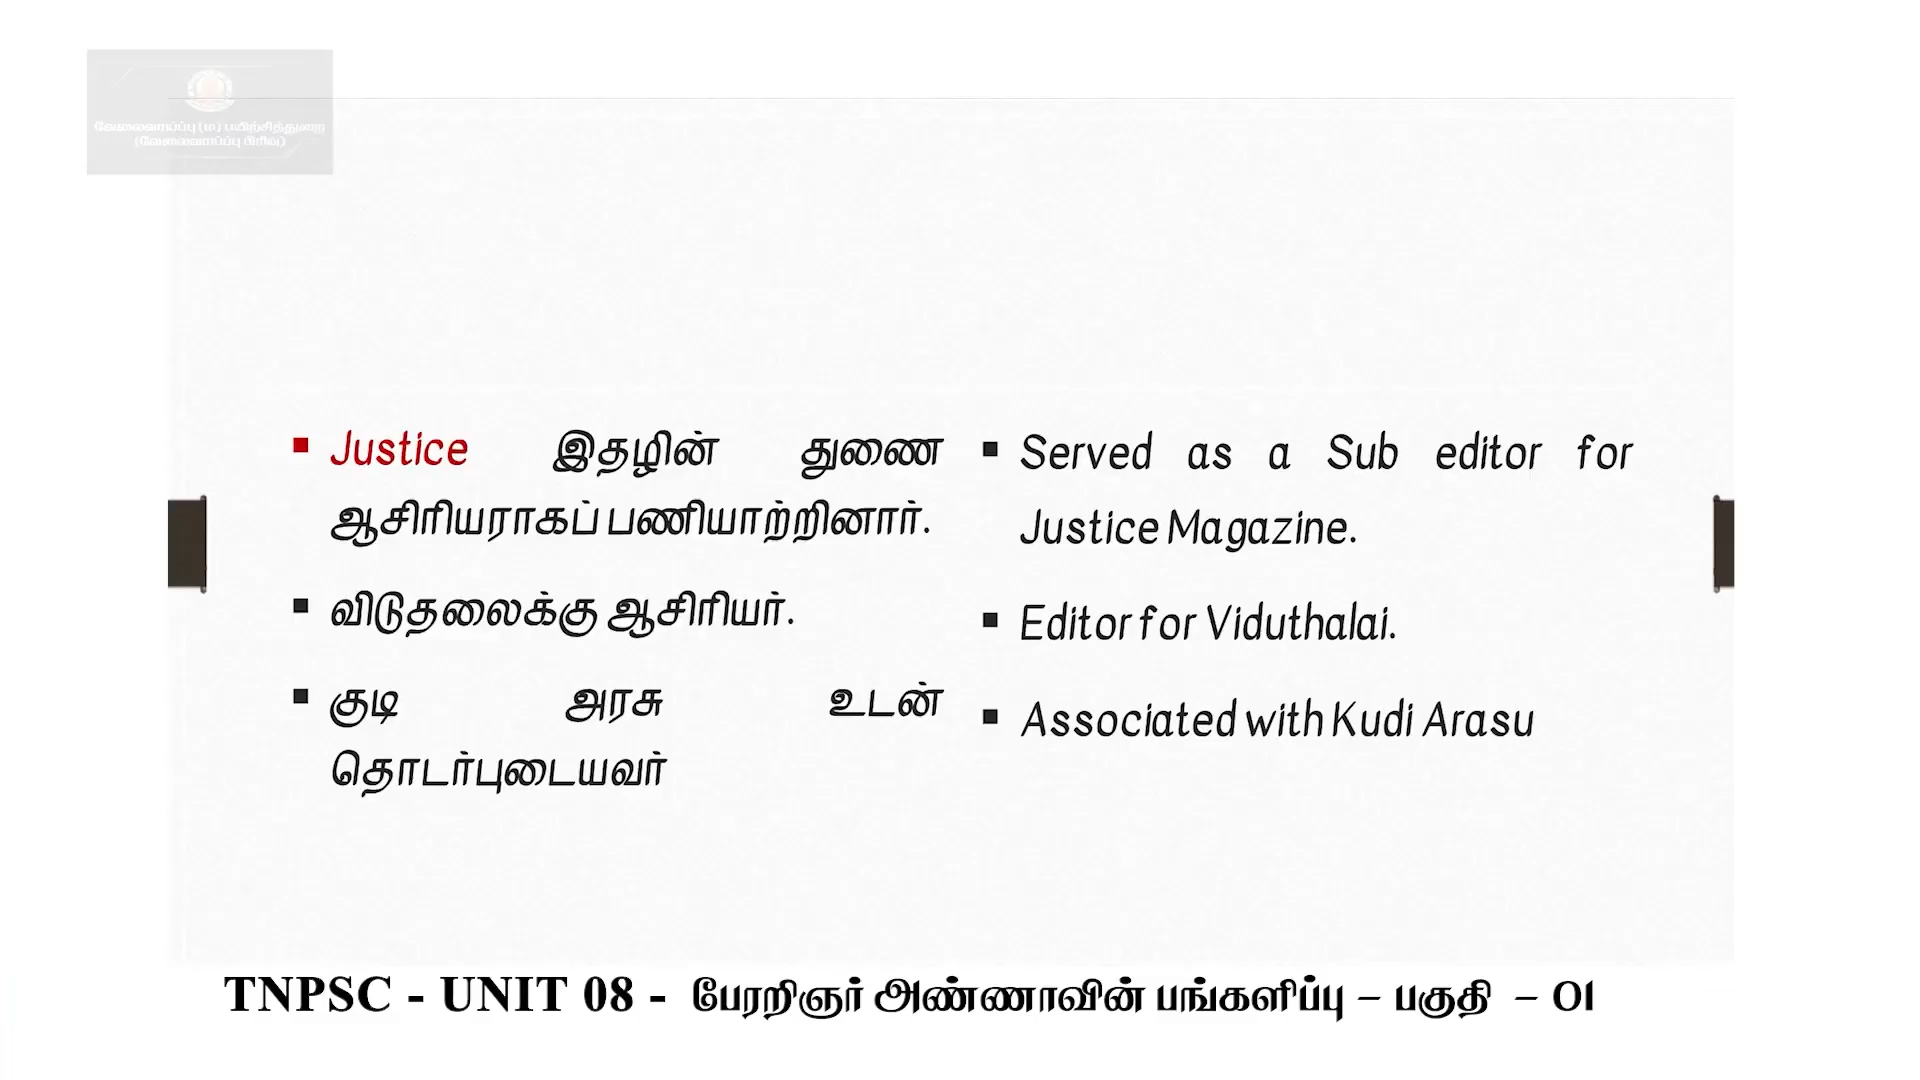 வேலைவாய்ப்பு (ம) பயிற்சித்துறை
(வேலைவாய்ப்பு பிரிவு)
Justice இதழின் துணை
ஆசிரியராகப் பணியாற்றினார்.
விடுதலைக்கு ஆசிரியர்.
குடி அரசு உடன்
தொடர்புடையவர்
Served as a Sub editor for
Justice Magazine.
Editor for Viduthalai.
Associated with Kudi Arasu
TNPSC - UNIT 08 - பேரறிஞர் அண்ணாவின் பங்களிப்பு – பகுதி – 01